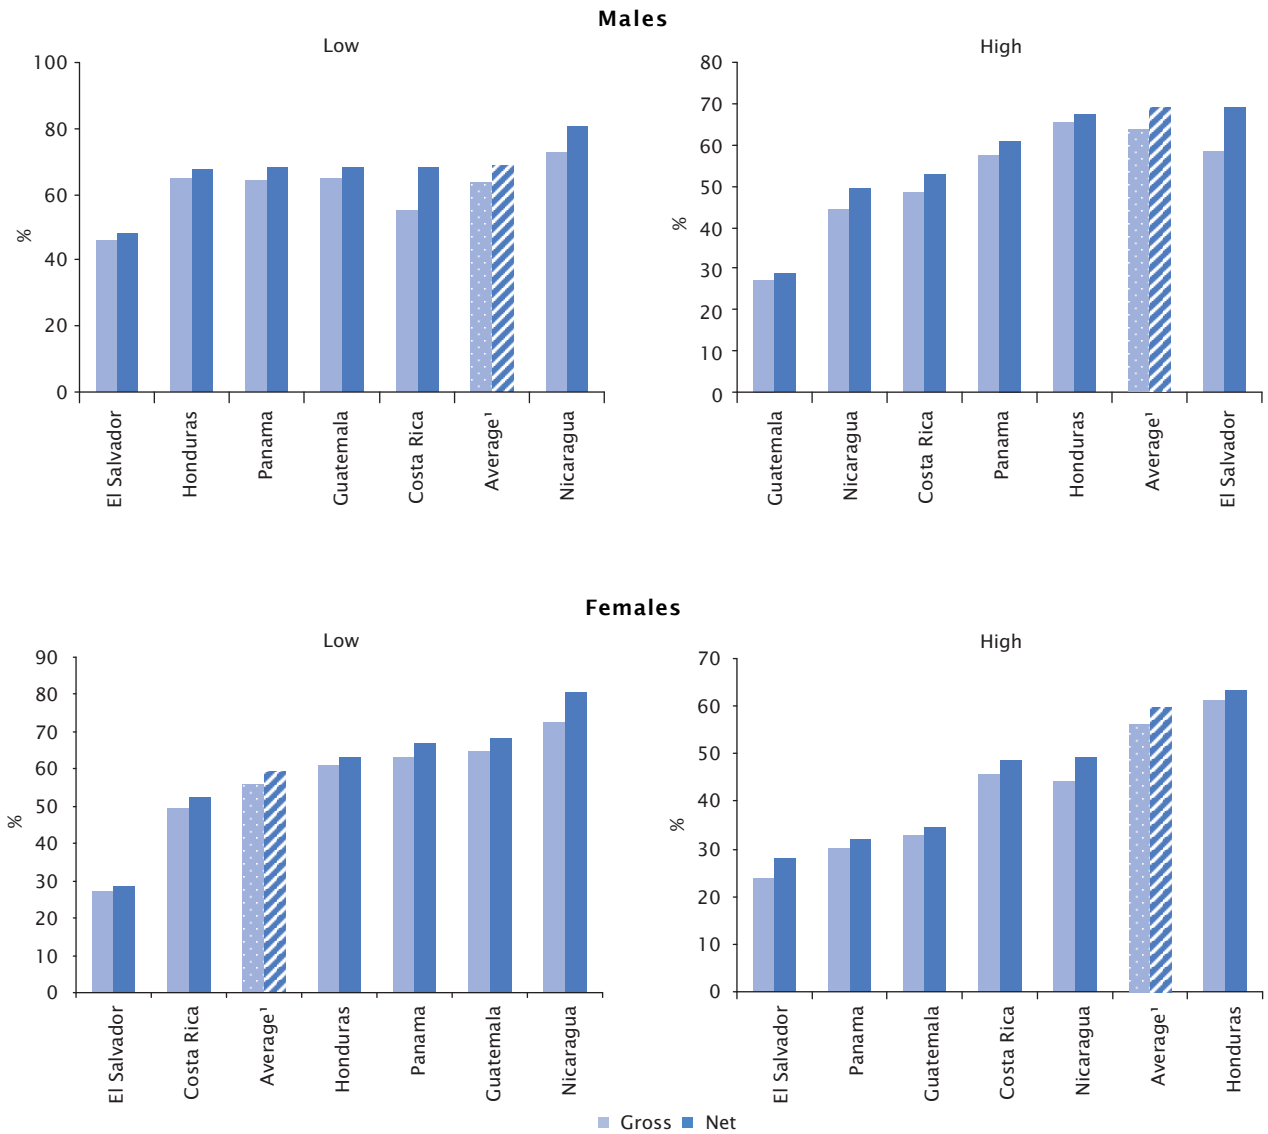 Males
Low
High
100
80
60
40
20
0
%
El Salvador
Honduras
Panama
Guatemala
Costa Rica
Average¹
Nicaragua
80
70
60
50
40
30
20
10
0
%
Guatemala
Nicaragua
Costa Rica
Panama
Honduras
Average¹
El Salvador
Females
Low
High
90
80
70
60
50
40
30
20
10
0
%
El Salvador
Costa Rica
Average¹
Honduras
Panama
Guatemala
Nicaragua
70
60
50
40
30
20
10
0
%
El Salvador
Panama
Guatemala
Costa Rica
Nicaragua
Average¹
Honduras
Gross Net